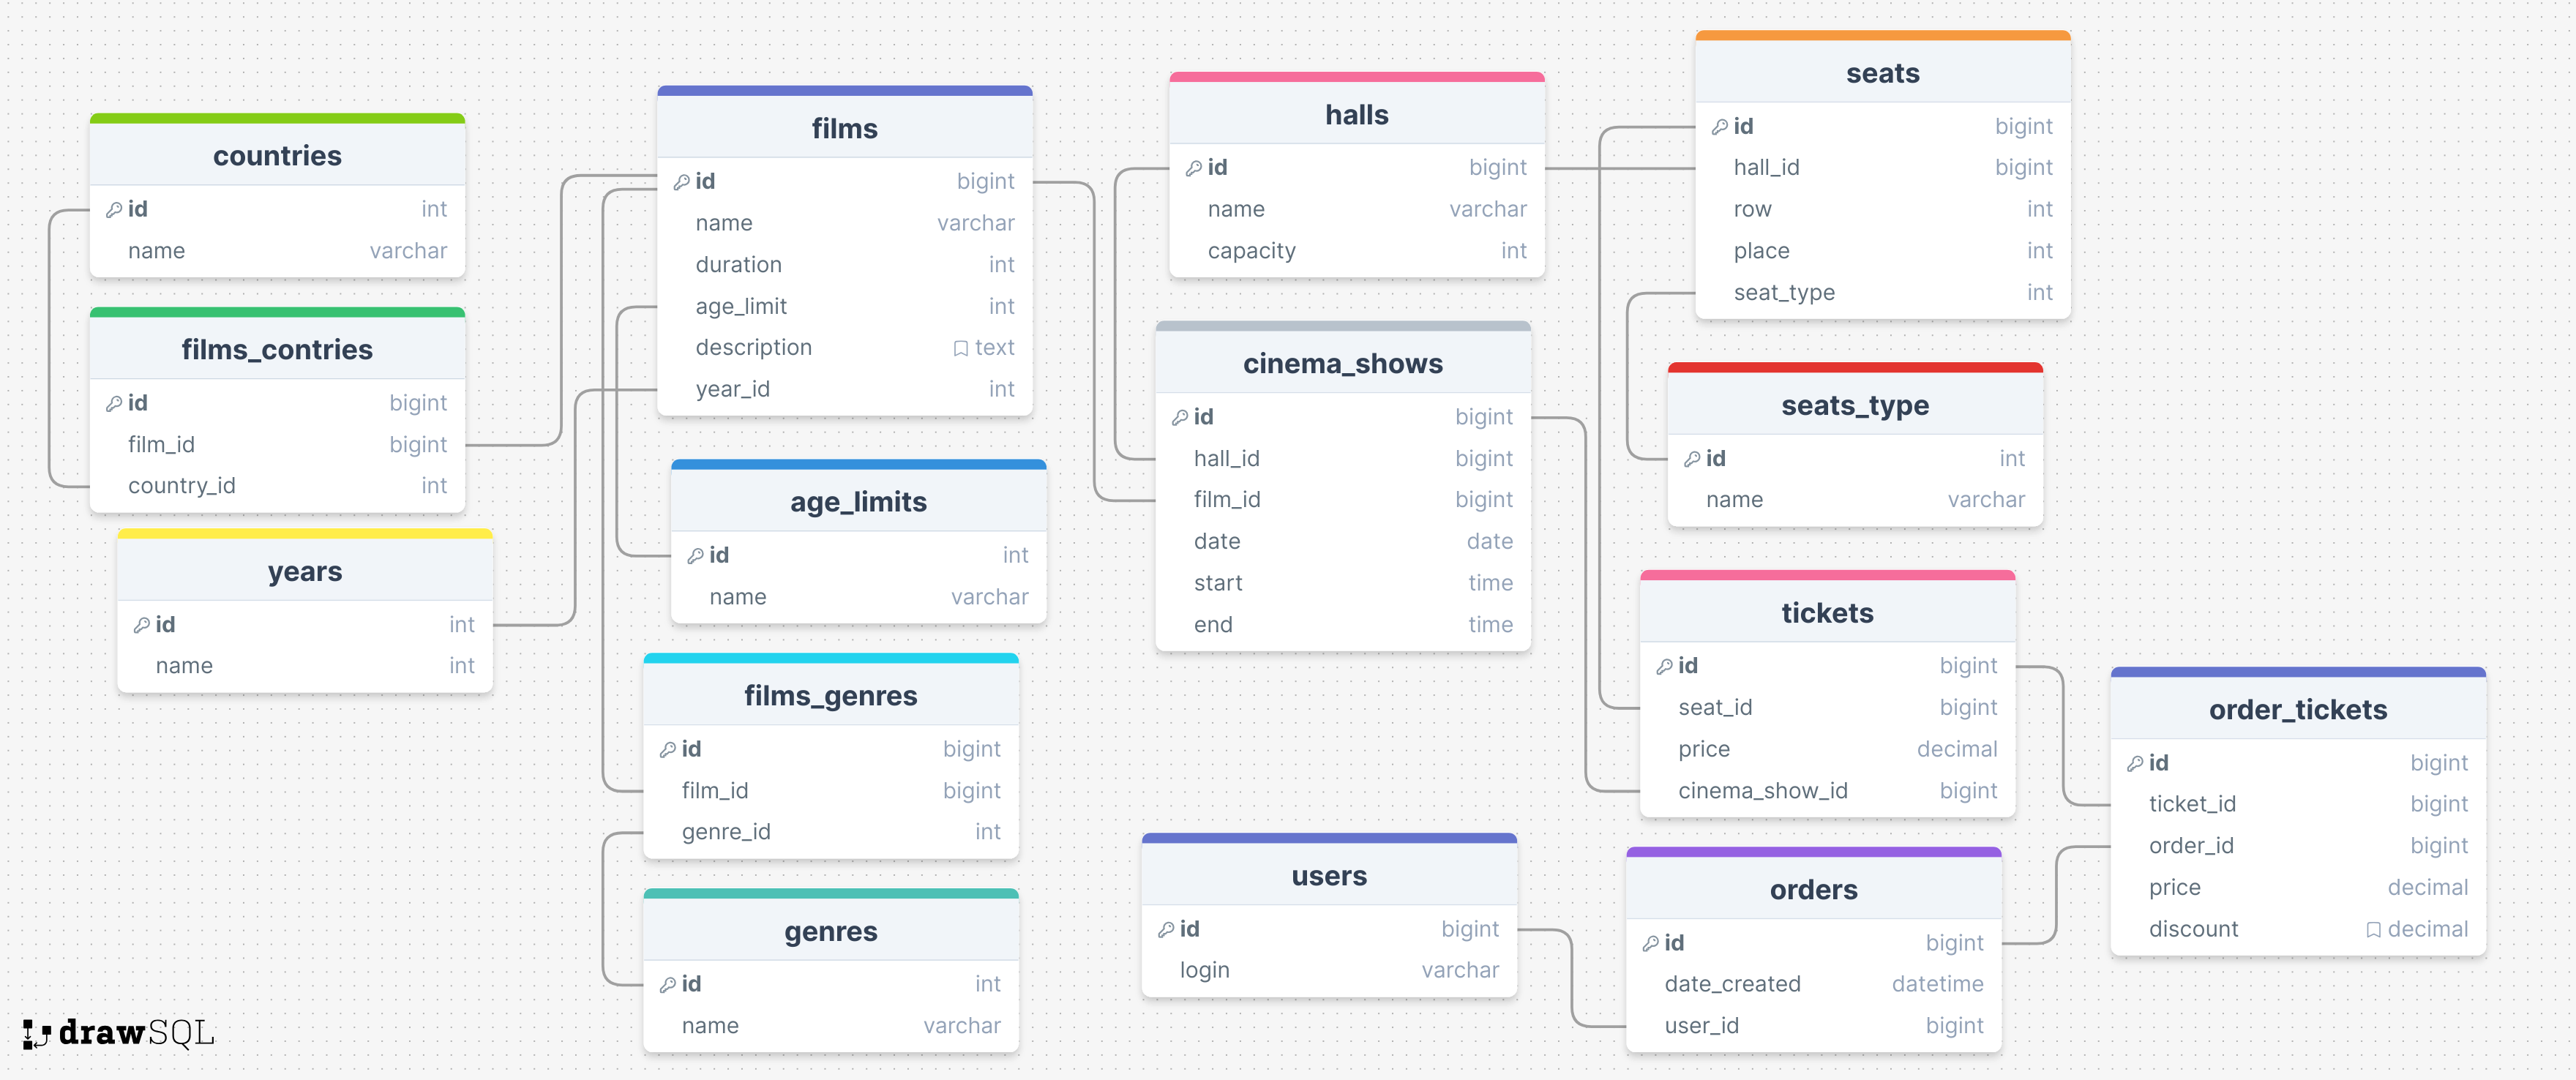 countries
id int
name varchar
films_contries
id bigint
film_id bigint
country_id int
years
id int
name int
films
id bigint
name varchar
duration int
age_limit int
description text
year_id int
age_limits
id int
name varchar
films_genres
id bigint
film_id bigint
genre_id int
genres
id int
name varchar
halls
id bigint
name varchar
capacity int
cinema_shows
id bigint
hall_id bigint
film_id bigint
date date
start time
end time
users
id bigint
login varchar
seats
id bigint
hall_id bigint
row int
place int
seat_type int
seats_type
id int
name varchar
tickets
id bigint
seat_id bigint
price decimal
cinema_show_id bigint
orders
id bigint
date_created datetime
user_id bigint
order_tickets
id bigint
ticket_id bigint
order_id bigint
price decimal
discount decimal
drawSQL